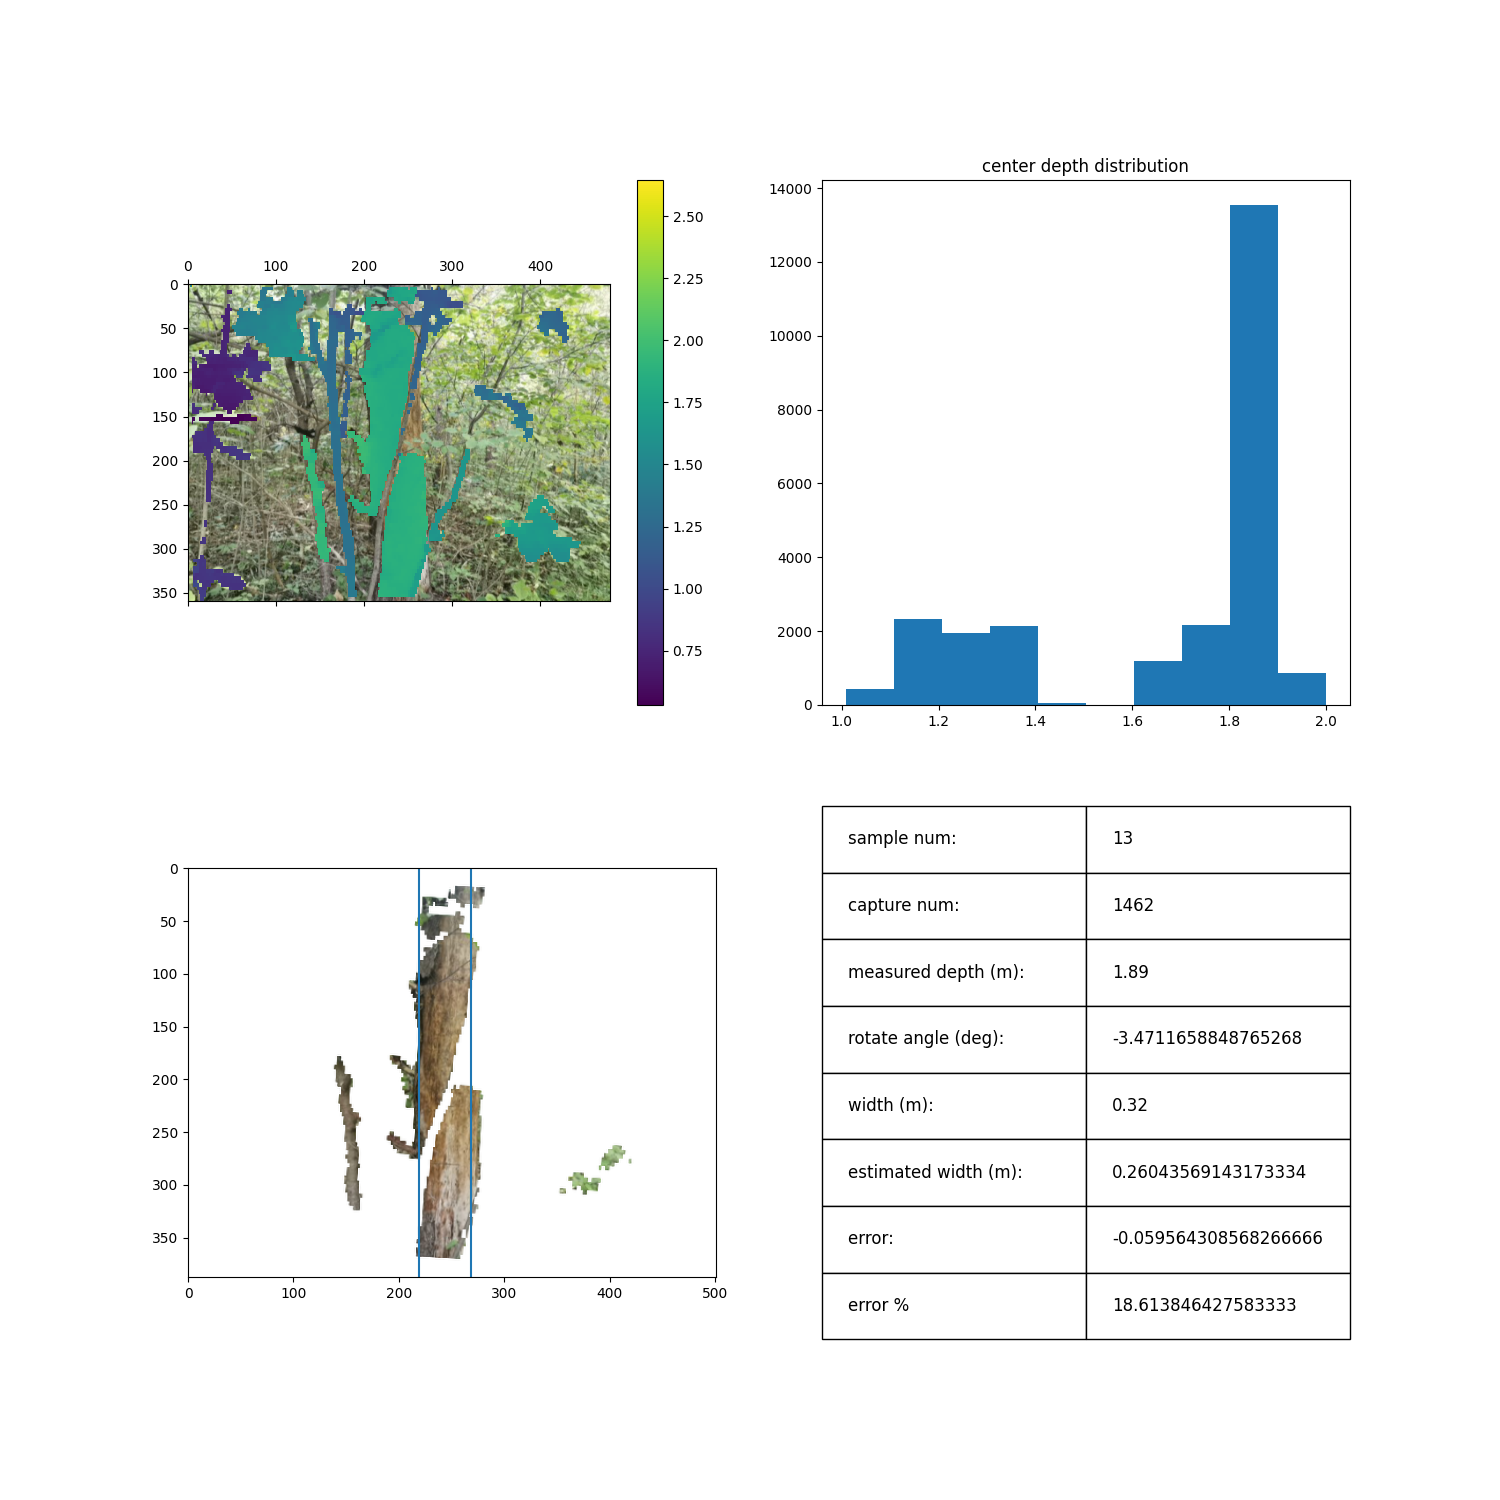 0 100 200 300 400
0
50
100
150
200
250
300
350
2.50
2.25
2.00
1.75
1.50
1.25
1.00
0.75
center depth distribution
14000
12000
10000
8000
6000
4000
2000
0
1.0 1.2 1.4 1.6 1.8 2.0
0
50
100
150
200
250
300
350
0 100 200 300 400 500
sample num: 13
capture num: 1462
measured depth (m): 1.89
rotate angle (deg): -3.4711658848765268
width (m): 0.32
estimated width (m): 0.26043569143173334
error: -0.059564308568266666
error % 18.613846427583333